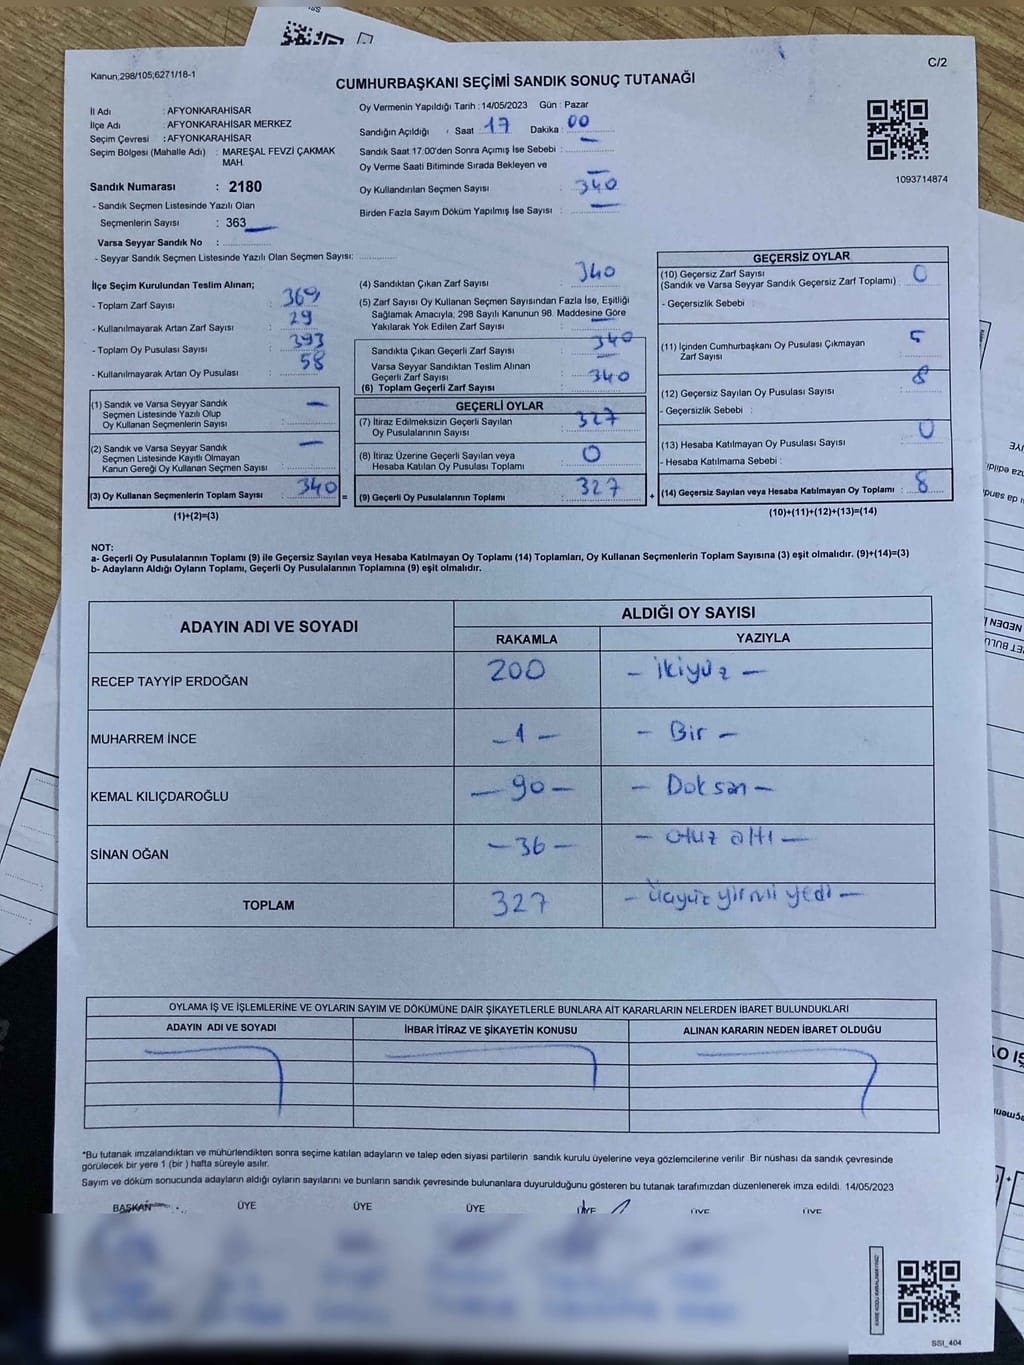 Kanun;298/105;6271/18-1
C/2
CUMHURBAŞKANI SEÇİMİ SANDIK SONUÇ TUTANAĞI
İl Adı : AFYONKARAHİSAR
İlçe Adı : AFYONKARAHİSAR MERKEZ
Seçim Çevresi : AFYONKARAHİSAR
Seçim Bölgesi (Mahalle Adı) : MAREŞAL FEVZİ ÇAKMAK
MAH.
Sandık Numarası : 2180
- Sandık Seçmen Listesinde Yazılı Olan
Seçmenlerin Sayısı : 363
Varsa Seyyar Sandık No :
- Seyyar Sandık Seçmen Listesinde Yazılı Olan Seçmen Sayısı:
Oy Vermenin Yapıldığı Tarih : 14/05/2023 Gün : Pazar
Sandığın Açıldığı : Saat 17 Dakika 00
Sandık Saat 17.00'den Sonra Açımış İse Sebebi : —
Oy Verme Saati Bitiminde Sırada Bekleyen ve
Oy Kullandırılan Seçmen Sayısı : 340
Birden Fazla Sayım Döküm Yapılmış İse Sayısı : —
1093714874
İlçe Seçim Kurulundan Teslim Alınan;
- Toplam Zarf Sayısı : 369
- Kullanılmayarak Artan Zarf Sayısı : 29
- Toplam Oy Pusulası Sayısı : 393
- Kullanılmayarak Artan Oy Pusulası : 58
(1) Sandık ve Varsa Seyyar Sandık
Seçmen Listesinde Yazılı Olup
Oy Kullanan Seçmenlerin Sayısı : —
(2) Sandık ve Varsa Seyyar Sandık
Seçmen Listesinde Kayıtlı Olmayan
Kanun Gereği Oy Kullanan Seçmen Sayısı : —
(3) Oy Kullanan Seçmenlerin Toplam Sayısı : 340 =
(1)+(2)=(3)
(4) Sandıktan Çıkan Zarf Sayısı : 340
(5) Zarf Sayısı Oy Kullanan Seçmen Sayısından Fazla İse, Eşitliği
Sağlamak Amacıyla, 298 Sayılı Kanunun 98. Maddesine Göre
Yakılarak Yok Edilen Zarf Sayısı : —
Sandıkta Çıkan Geçerli Zarf Sayısı : 340
Varsa Seyyar Sandıktan Teslim Alınan
Geçerli Zarf Sayısı : —
(6) Toplam Geçerli Zarf Sayısı : 340
GEÇERLİ OYLAR
(7) İtiraz Edilmeksizin Geçerli Sayılan
Oy Pusulalarının Sayısı : 327
(8) İtiraz Üzerine Geçerli Sayılan veya
Hesaba Katılan Oy Pusulası Toplamı : 0
(9) Geçerli Oy Pusulalarının Toplamı : 327 +
GEÇERSİZ OYLAR
(10) Geçersiz Zarf Sayısı
(Sandık ve Varsa Seyyar Sandık Geçersiz Zarf Toplamı) : 0
- Geçersizlik Sebebi :
(11) İçinden Cumhurbaşkanı Oy Pusulası Çıkmayan
Zarf Sayısı : 5
(12) Geçersiz Sayılan Oy Pusulası Sayısı : 8
- Geçersizlik Sebebi :
(13) Hesaba Katılmayan Oy Pusulası Sayısı : 0
- Hesaba Katılmama Sebebi :
(14) Geçersiz Sayılan veya Hesaba Katılmayan Oy Toplamı : 8
(10)+(11)+(12)+(13)=(14)
NOT:
a- Geçerli Oy Pusulalarının Toplamı (9) ile Geçersiz Sayılan veya Hesaba Katılmayan Oy Toplamı (14) Toplamları, Oy Kullanan Seçmenlerin Toplam Sayısına (3) eşit olmalıdır. (9)+(14)=(3)
b- Adayların Aldığı Oyların Toplamı, Geçerli Oy Pusulalarının Toplamına (9) eşit olmalıdır.
ADAYIN ADI VE SOYADI ALDIĞI OY SAYISI
RAKAMLA YAZIYLA
RECEP TAYYİP ERDOĞAN 200 - ikiyüz -
MUHARREM İNCE - 1 - - Bir -
KEMAL KILIÇDAROĞLU - 90 - - Doksan -
SİNAN OĞAN - 36 - - otuz altı -
TOPLAM 327 - üçyüz yirmi yedi -
OYLAMA İŞ VE İŞLEMLERİNE VE OYLARIN SAYIM VE DÖKÜMÜNE DAİR ŞİKAYETLERLE BUNLARA AİT KARARLARIN NELERDEN İBARET BULUNDUKLARI
ADAYIN ADI VE SOYADI İHBAR İTİRAZ VE ŞİKAYETİN KONUSU ALINAN KARARIN NEDEN İBARET OLDUĞU
*Bu tutanak imzalandıktan ve mühürlendikten sonra seçime katılan adayların ve talep eden siyasi partilerin sandık kurulu üyelerine veya gözlemcilerine verilir Bir nüshası da sandık çevresinde
görülecek bir yere 1 (bir ) hafta süreyle asılır.
Sayım ve döküm sonucunda adayların aldığı oyların sayılarını ve bunların sandık çevresinde bulunanlara duyurulduğunu gösteren bu tutanak tarafımızdan düzenlenerek imza edildi. 14/05/2023
BAŞKAN ÜYE ÜYE ÜYE ÜYE ÜYE ÜYE
SSI_404